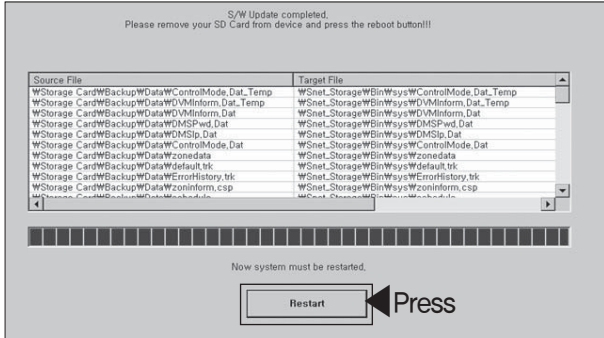 S/W Update completed,
Please remove your SD Card from device and press the reboot button!!!
Source File Target File
₩Storage Card₩Backup₩Data₩ControlMode,Dat_Temp ₩Snet_Storage₩Bin₩sys₩ControlMode,Dat_Temp
₩Storage Card₩Backup₩Data₩DVMInform,Dat_Temp ₩Snet_Storage₩Bin₩sys₩DVMInform,Dat_Temp
₩Storage Card₩Backup₩Data₩DVMInform,Dat ₩Snet_Storage₩Bin₩sys₩DVMInform,Dat
₩Storage Card₩Backup₩Data₩DMSPwd,Dat ₩Snet_Storage₩Bin₩sys₩DMSPwd,Dat
₩Storage Card₩Backup₩Data₩DMSIp,Dat ₩Snet_Storage₩Bin₩sys₩DMSIp,Dat
₩Storage Card₩Backup₩Data₩ControlMode,Dat ₩Snet_Storage₩Bin₩sys₩ControlMode,Dat
₩Storage Card₩Backup₩Data₩zonedata ₩Snet_Storage₩Bin₩sys₩zonedata
₩Storage Card₩Backup₩Data₩default,trk ₩Snet_Storage₩Bin₩sys₩default,trk
₩Storage Card₩Backup₩Data₩ErrorHistory,trk ₩Snet_Storage₩Bin₩sys₩ErrorHistory,trk
₩Storage Card₩Backup₩Data₩zoninform,csp ₩Snet_Storage₩Bin₩sys₩zoninform,csp
Now system must be restarted,
Restart Press